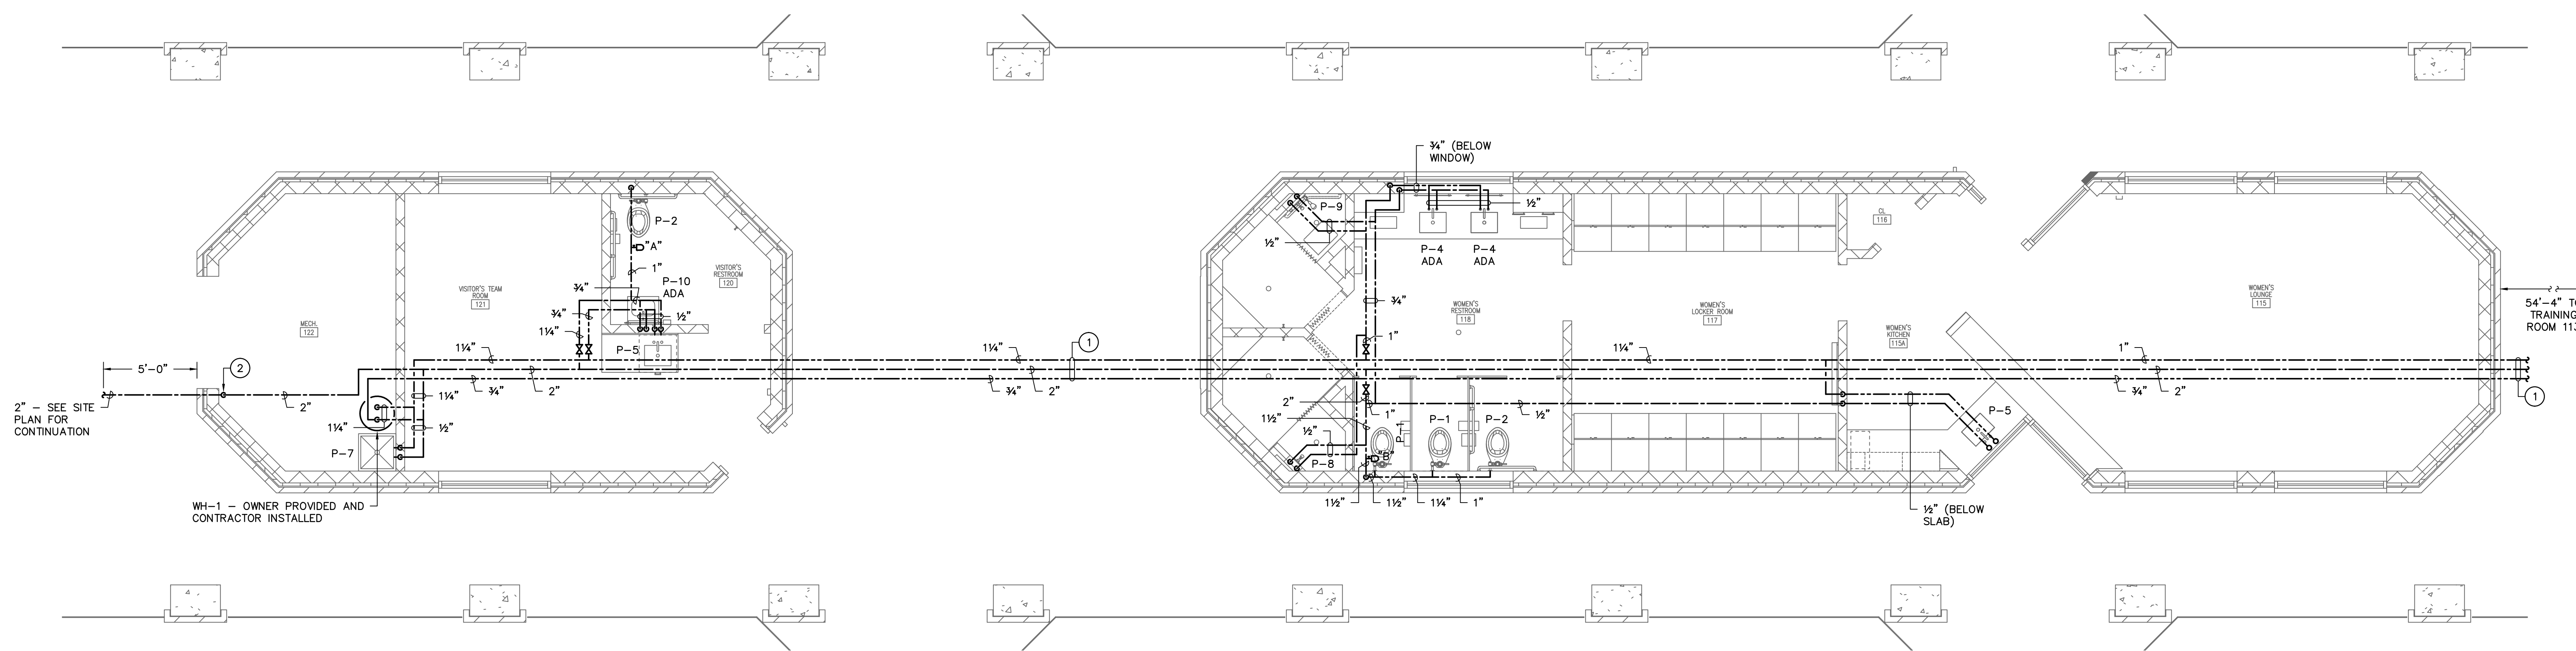 ¾” (BELOW
WINDOW)
P-2
"A"
1”
P-10
ADA
VISITOR'S
RESTROOM
120
VISITOR'S TEAM
ROOM
121
¾”
¾”
½”
1¼”
MECH.
122
P-5
5'-0”
2
2”
1¼”
¾”
2”
1¼”
½”
1¼”
P-7
2” – SEE SITE
PLAN FOR
CONTINUATION
WH-1 – OWNER PROVIDED AND
CONTRACTOR INSTALLED
1¼”
1
¾”
2”
P-9
½”
½”
P-4
ADA
P-4
ADA
¾”
WOMEN'S
RESTROOM
118
1”
2”
1”
1½”
½”
½”
P-8
P-1
P-1
P-2
"B"
1½”
1½”
1¼”
1”
WOMEN'S
LOCKER ROOM
117
1¼”
CL.
116
WOMEN'S
KITCHEN
115A
P-5
½” (BELOW
SLAB)
WOMEN'S
LOUNGE
115
1”
¾”
2”
54'-4” TO
TRAINING
ROOM 113
1